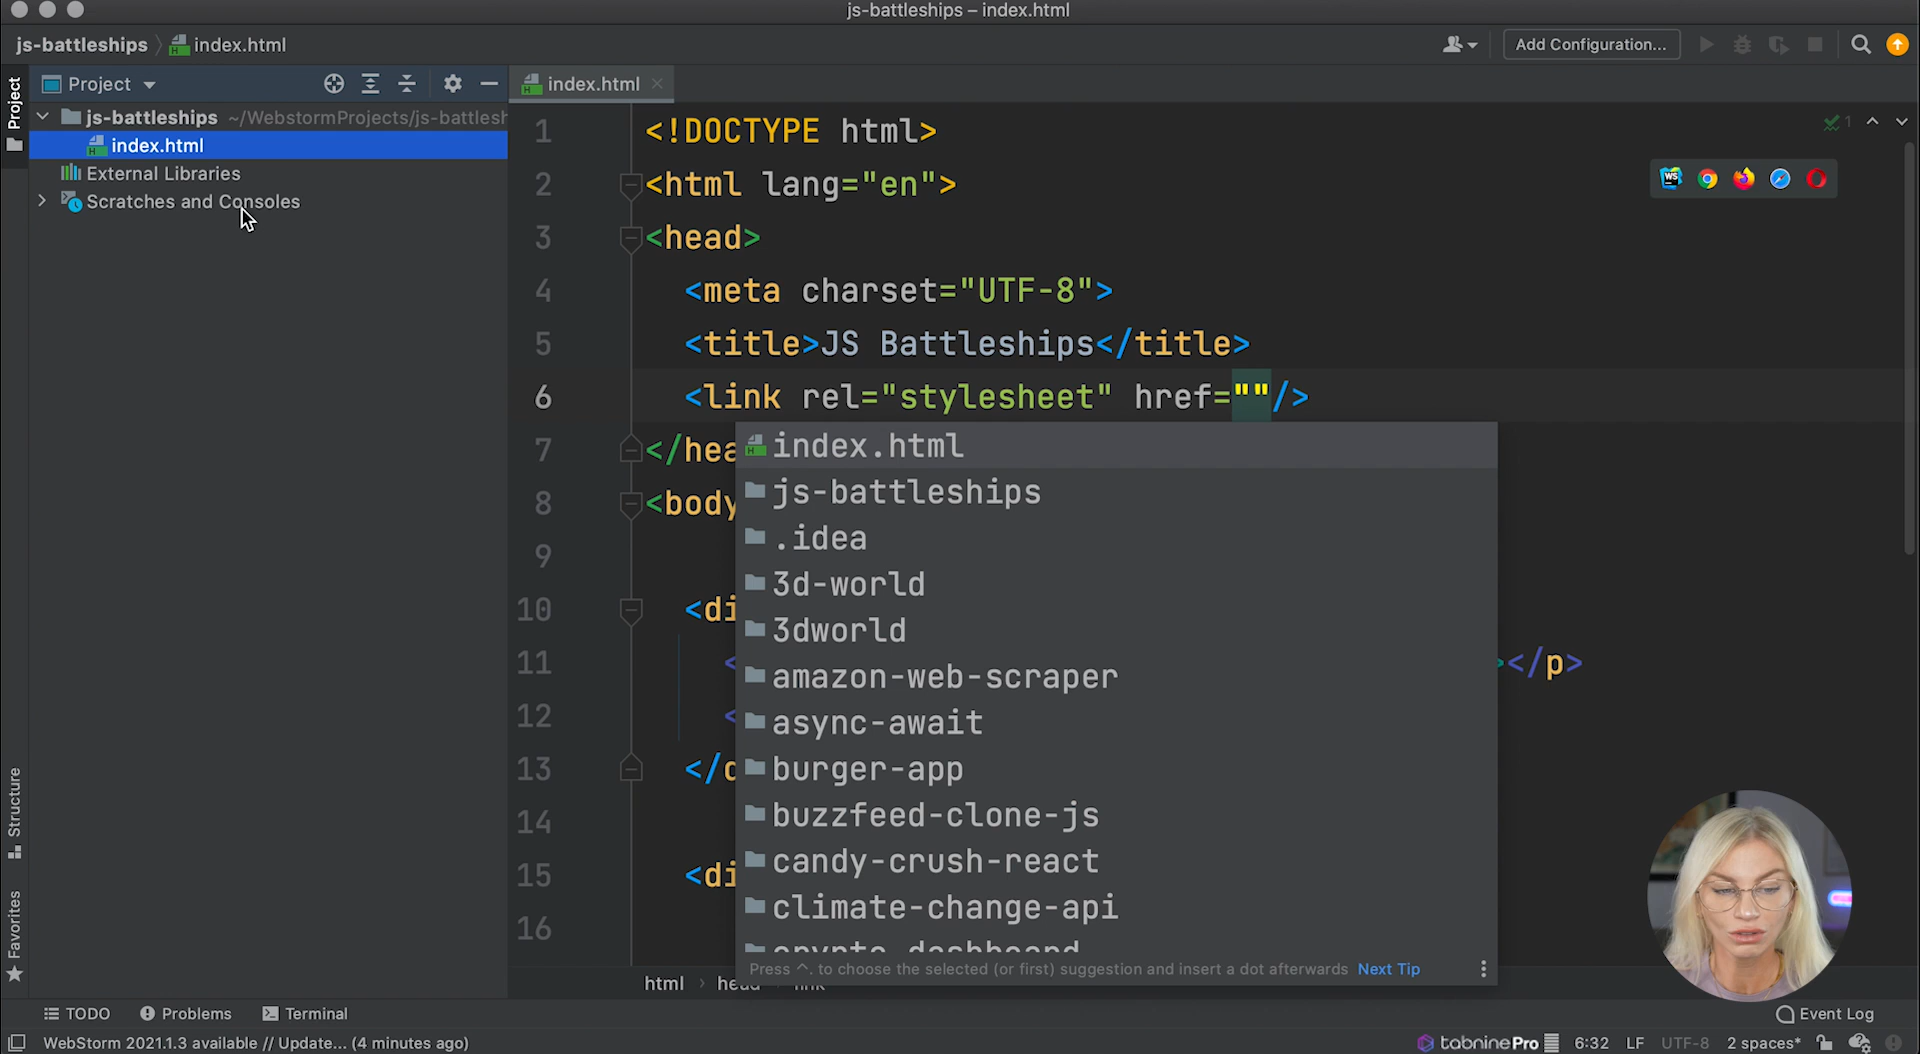 js-battleships – index.html
js-battleships 〉 index.html
Add Configuration...
Project
index.html
Project
js-battleships ~/WebstormProjects/js-battlesh
index.html
External Libraries
Scratches and Consoles
Structure
Favorites
1 <!DOCTYPE html>
1
2 <html lang="en">
3 <head>
4 <meta charset="UTF-8">
5 <title>JS Battleships</title>
6 <link rel="stylesheet" href=""/>
7 </hea
8 <body
9
10 <di
11 < ></p>
12 <
13 </d
14
15 <di
16
index.html
js-battleships
.idea
3d-world
3dworld
amazon-web-scraper
async-await
burger-app
buzzfeed-clone-js
candy-crush-react
climate-change-api
Press ^. to choose the selected (or first) suggestion and insert a dot afterwards Next Tip
html › head › link
TODO Problems Terminal
Event Log
WebStorm 2021.1.3 available // Update... (4 minutes ago)
tabninePro 6:32 LF UTF-8 2 spaces*